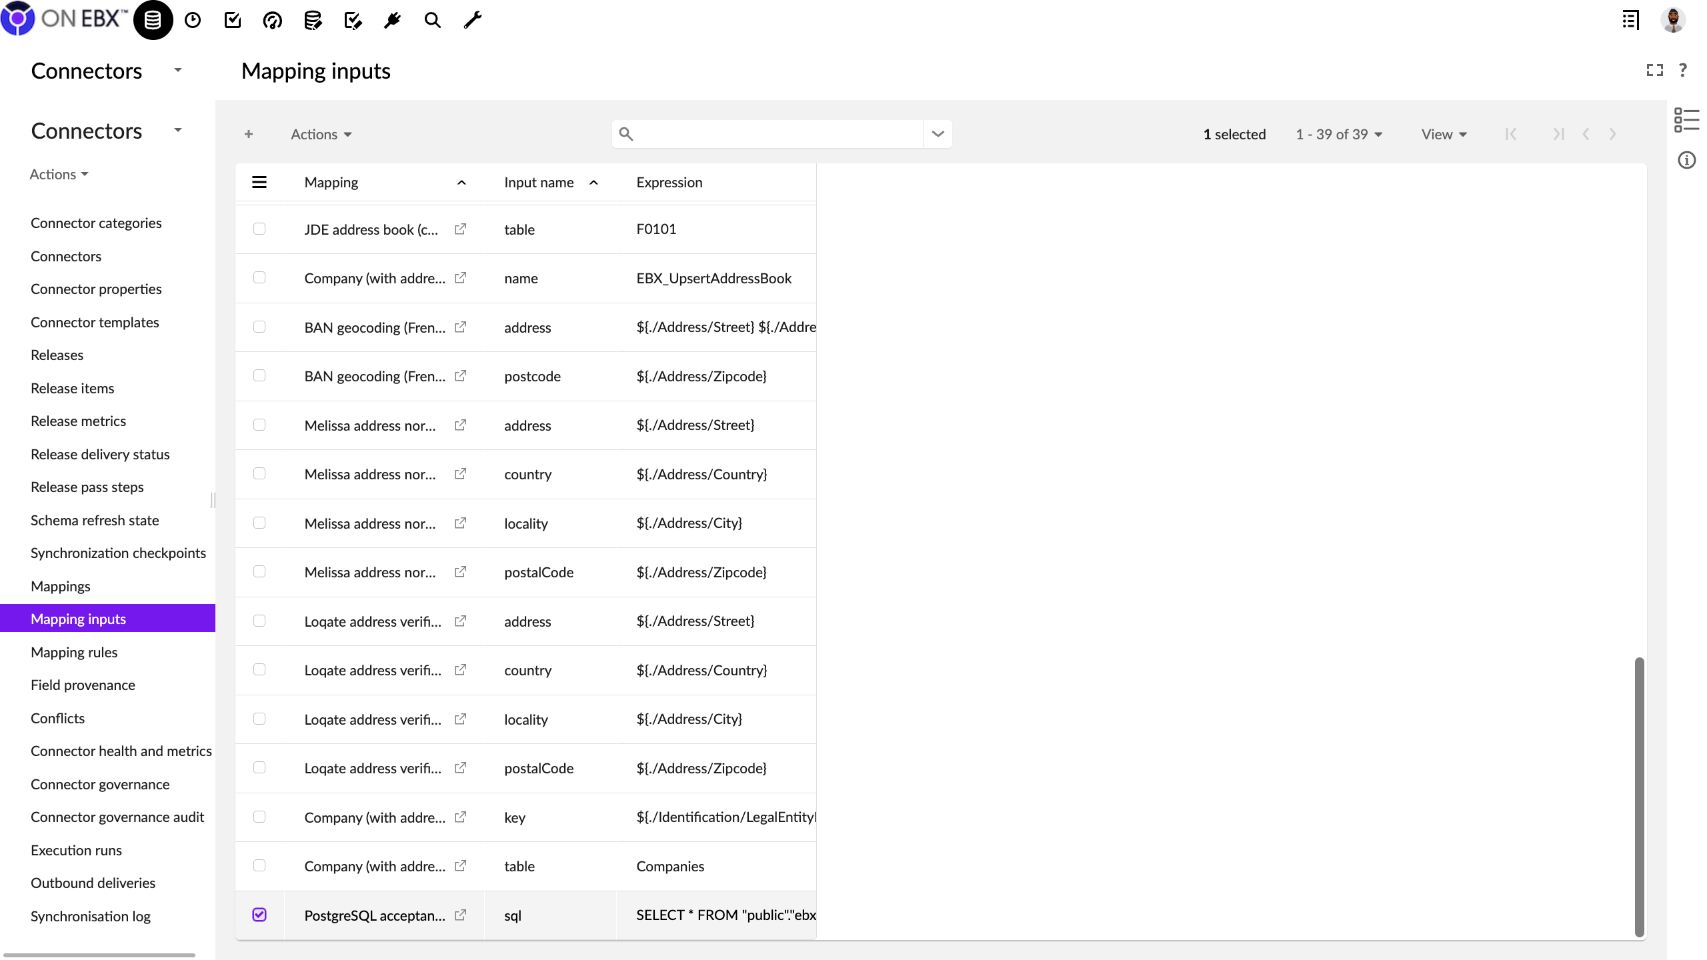 ON EBX™
Connectors
Mapping inputs
?
Connectors
Actions
Connector categories
Connectors
Connector properties
Connector templates
Releases
Release items
Release metrics
Release delivery status
Release pass steps
Schema refresh state
Synchronization checkpoints
Mappings
Mapping inputs
Mapping rules
Field provenance
Conflicts
Connector health and metrics
Connector governance
Connector governance audit
Execution runs
Outbound deliveries
Synchronisation log
+ Actions 1 selected 1 - 39 of 39 View
Mapping Input name Expression
JDE address book (c... table F0101
Company (with addre... name EBX_UpsertAddressBook
BAN geocoding (Fren... address ${./Address/Street} ${./Addre
BAN geocoding (Fren... postcode ${./Address/Zipcode}
Melissa address nor... address ${./Address/Street}
Melissa address nor... country ${./Address/Country}
Melissa address nor... locality ${./Address/City}
Melissa address nor... postalCode ${./Address/Zipcode}
Loqate address verifi... address ${./Address/Street}
Loqate address verifi... country ${./Address/Country}
Loqate address verifi... locality ${./Address/City}
Loqate address verifi... postalCode ${./Address/Zipcode}
Company (with addre... key ${./Identification/LegalEntity
Company (with addre... table Companies
PostgreSQL acceptan... sql SELECT * FROM "public"."ebx